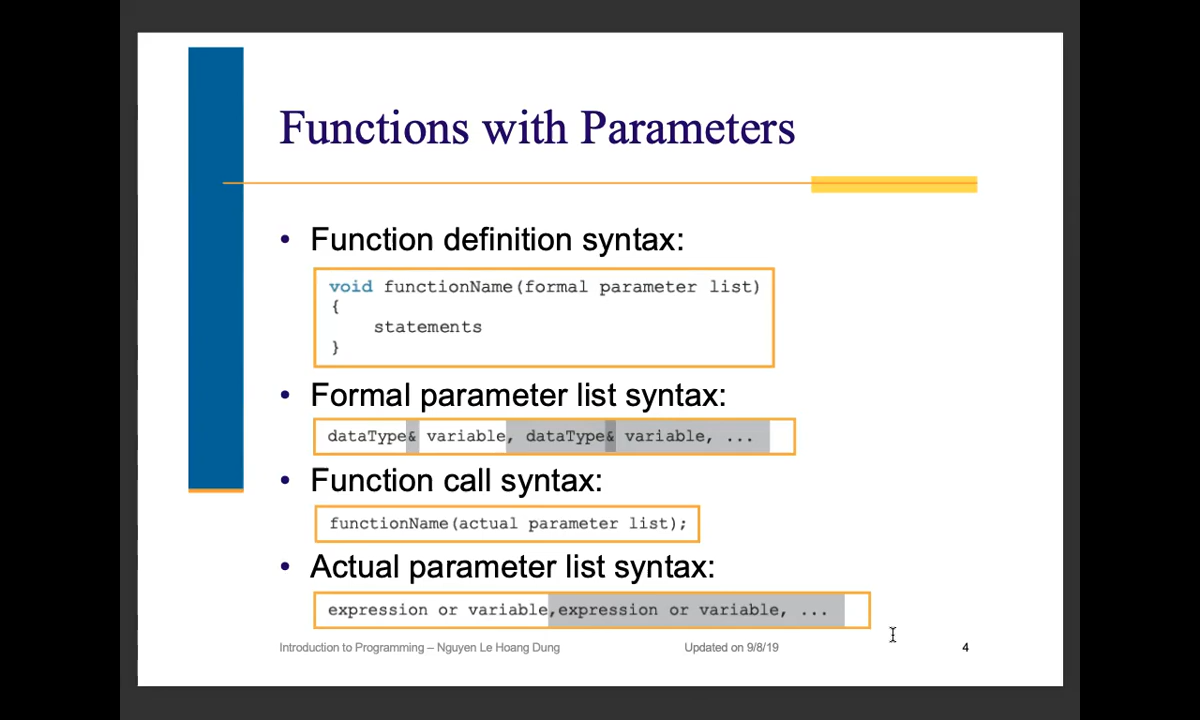 Functions with Parameters
• Function definition syntax:
void functionName(formal parameter list)
{
statements
}
• Formal parameter list syntax:
dataType& variable, dataType& variable, ...
• Function call syntax:
functionName(actual parameter list);
• Actual parameter list syntax:
expression or variable,expression or variable, ...
Introduction to Programming – Nguyen Le Hoang Dung
Updated on 9/8/19
4